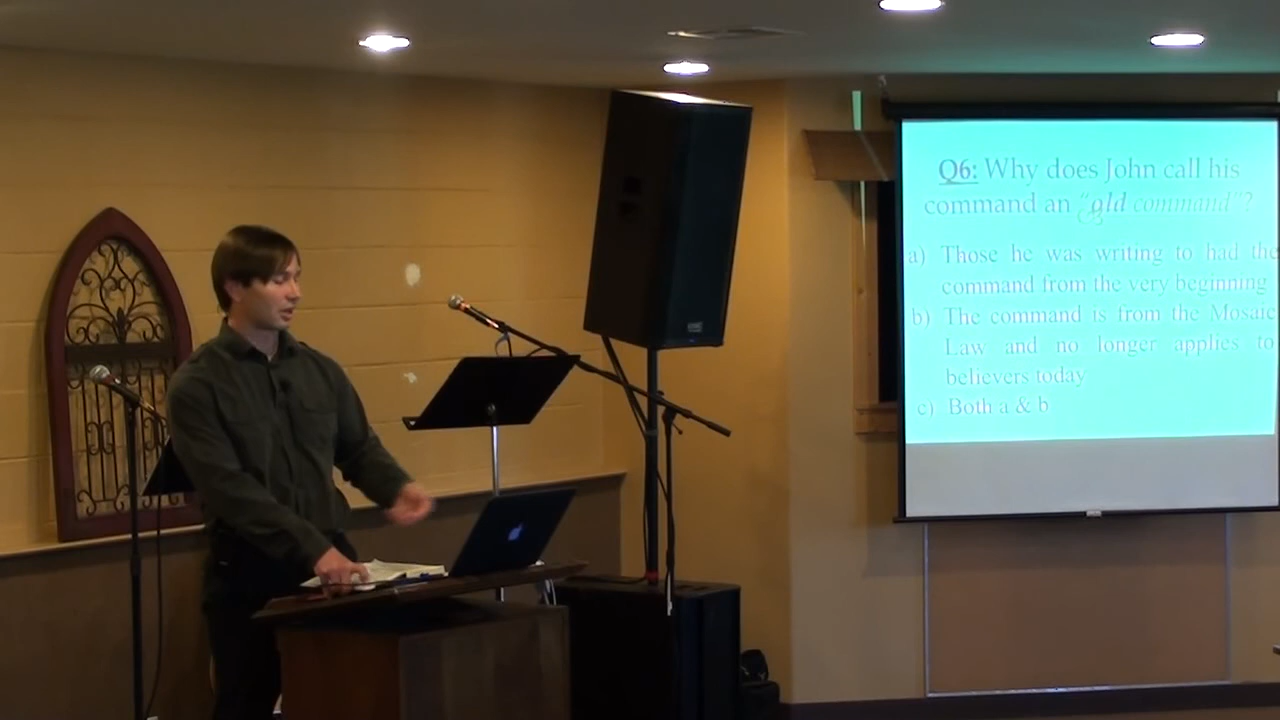 Q6: Why does John call his
command an "old command"?
a) Those he was writing to had the
command from the very beginning
b) The command is from the Mosaic
Law and no longer applies to
believers today
c) Both a & b